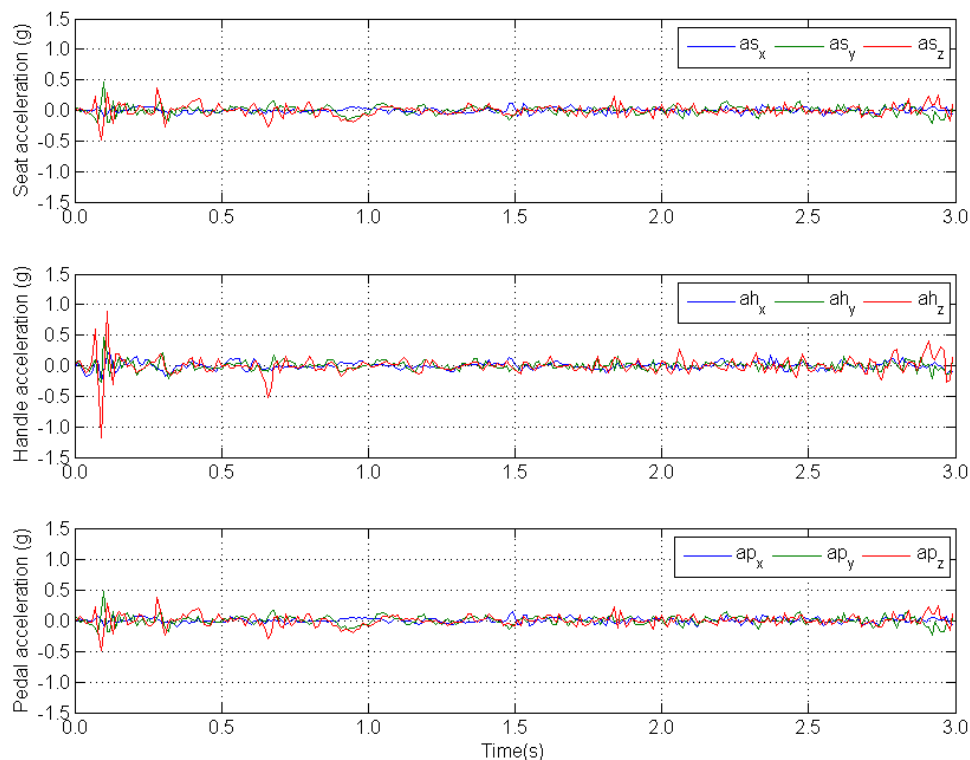 Seat acceleration (g)
1.5
1.0
0.5
0.0
-0.5
-1.0
-1.5
as_x as_y as_z
0.0 0.5 1.0 1.5 2.0 2.5 3.0
Handle acceleration (g)
1.5
1.0
0.5
0.0
-0.5
-1.0
-1.5
ah_x ah_y ah_z
0.0 0.5 1.0 1.5 2.0 2.5 3.0
Pedal acceleration (g)
1.5
1.0
0.5
0.0
-0.5
-1.0
-1.5
ap_x ap_y ap_z
0.0 0.5 1.0 1.5 2.0 2.5 3.0
Time(s)